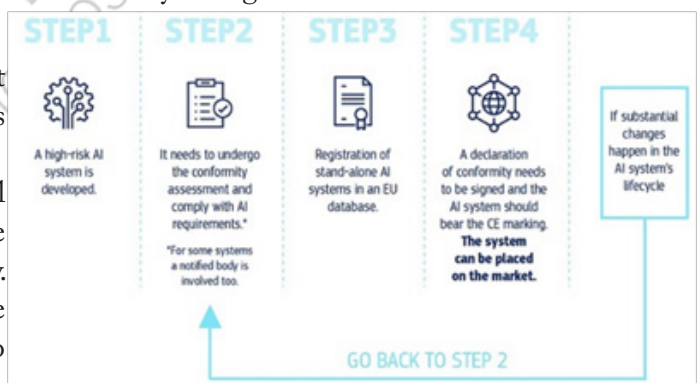 STEP1
A high-risk AI
system is
developed.
STEP2
It needs to undergo
the conformity
assessment and
comply with AI
requirements.*
*For some systems
a notified body is
involved too.
STEP3
Registration of
stand-alone AI
systems in an EU
database.
STEP4
A declaration
of conformity needs
to be signed and the
AI system should
bear the CE marking.
The system
can be placed
on the market.
If substantial
changes
happen in the
AI system's
lifecycle
GO BACK TO STEP 2